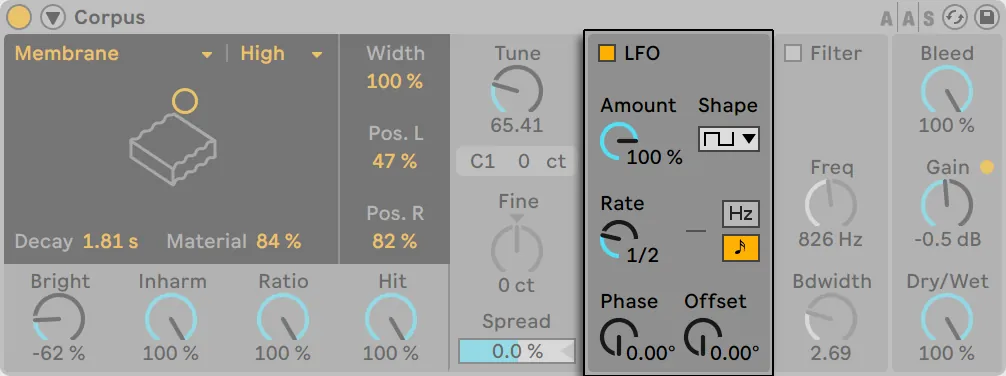 Corpus
AAS
Membrane
High
Width
100 %
Pos. L
47 %
Pos. R
82 %
Decay 1.81 s
Material 84 %
Bright
-62 %
Inharm
100 %
Ratio
100 %
Hit
100 %
Tune
65.41
C1 0 ct
Fine
0 ct
Spread
0.0 %
LFO
Amount
100 %
Shape
Rate
1/2
Hz
Phase
0.00°
Offset
0.00°
Filter
Freq
826 Hz
Bdwidth
2.69
Bleed
100 %
Gain
-0.5 dB
Dry/Wet
100 %